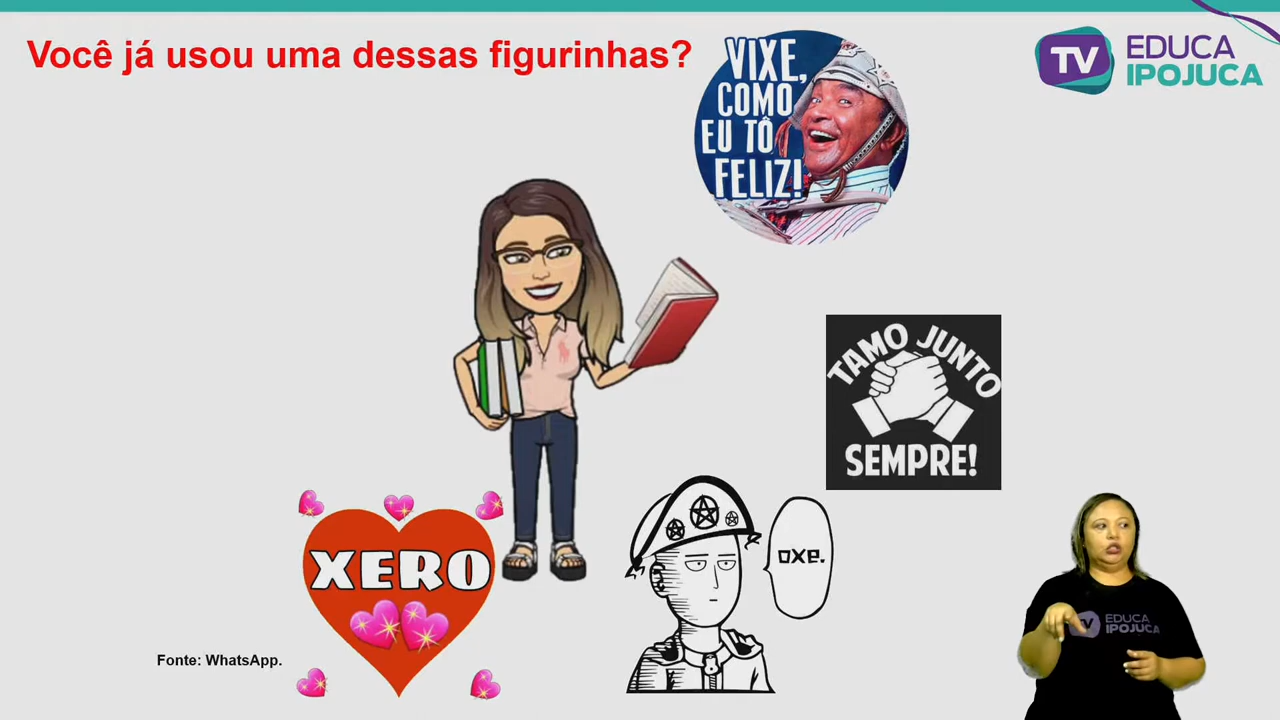 Você já usou uma dessas figurinhas?
VIXE,
COMO
EU TÔ
FELIZ!
TV EDUCA
IPOJUCA
TAMO JUNTO
SEMPRE!
XERO
oxe.
Fonte: WhatsApp.
TV EDUCA
IPOJUCA